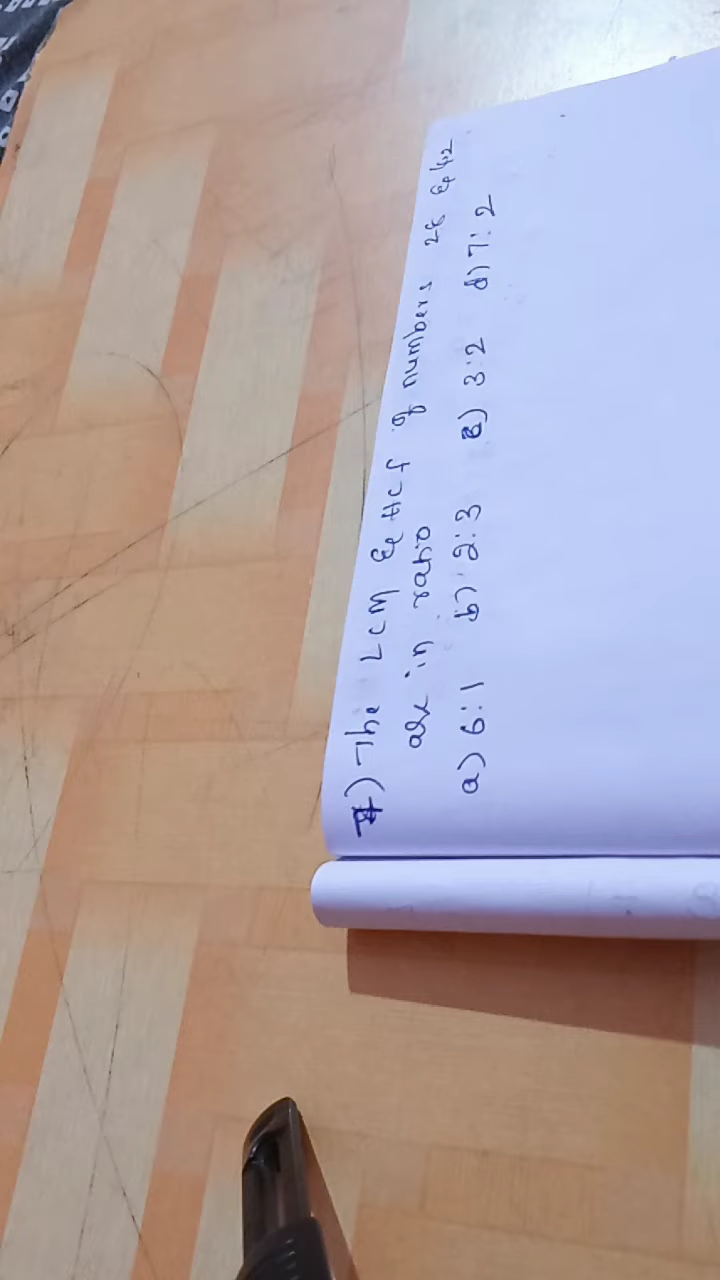 7) The LCM & HCf of numbers 28 & 42
are in ratio
a) 6:1 b) 2:3 c) 3:2 d) 7:2